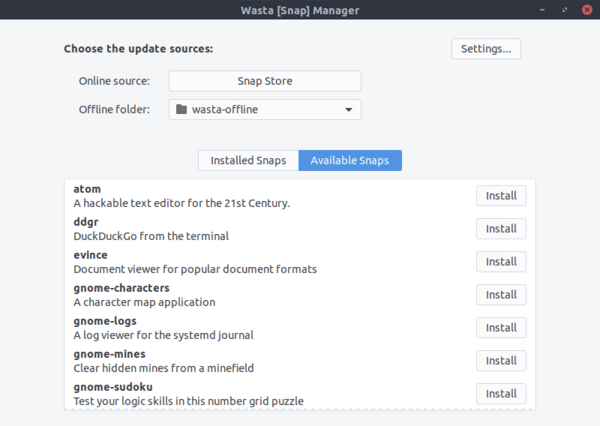 Wasta [Snap] Manager
Choose the update sources:
Settings...
Online source:
Snap Store
Offline folder:
wasta-offline
Installed Snaps
Available Snaps
atom
A hackable text editor for the 21st Century.
Install
ddgr
DuckDuckGo from the terminal
Install
evince
Document viewer for popular document formats
Install
gnome-characters
A character map application
Install
gnome-logs
A log viewer for the systemd journal
Install
gnome-mines
Clear hidden mines from a minefield
Install
gnome-sudoku
Test your logic skills in this number grid puzzle
Install